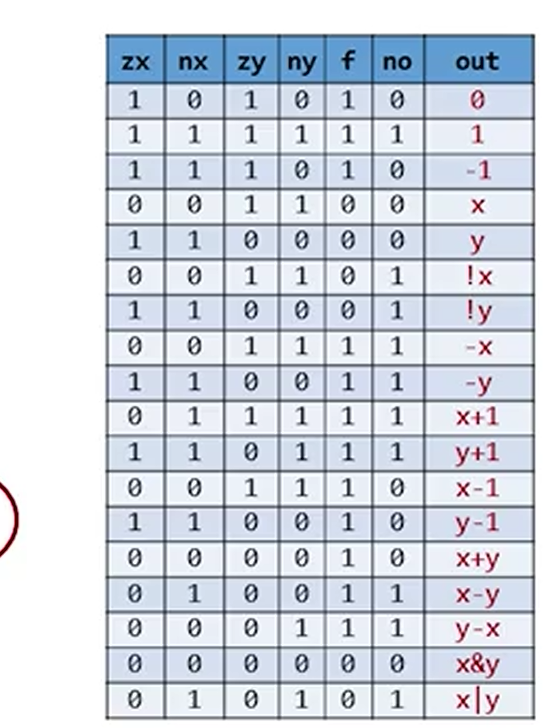 zx nx zy ny f no out
1 0 1 0 1 0 0
1 1 1 1 1 1 1
1 1 1 0 1 0 -1
0 0 1 1 0 0 x
1 1 0 0 0 0 y
0 0 1 1 0 1 !x
1 1 0 0 0 1 !y
0 0 1 1 1 1 -x
1 1 0 0 1 1 -y
0 1 1 1 1 1 x+1
1 1 0 1 1 1 y+1
0 0 1 1 1 0 x-1
1 1 0 0 1 0 y-1
0 0 0 0 1 0 x+y
0 1 0 0 1 1 x-y
0 0 0 1 1 1 y-x
0 0 0 0 0 0 x&y
0 1 0 1 0 1 x|y